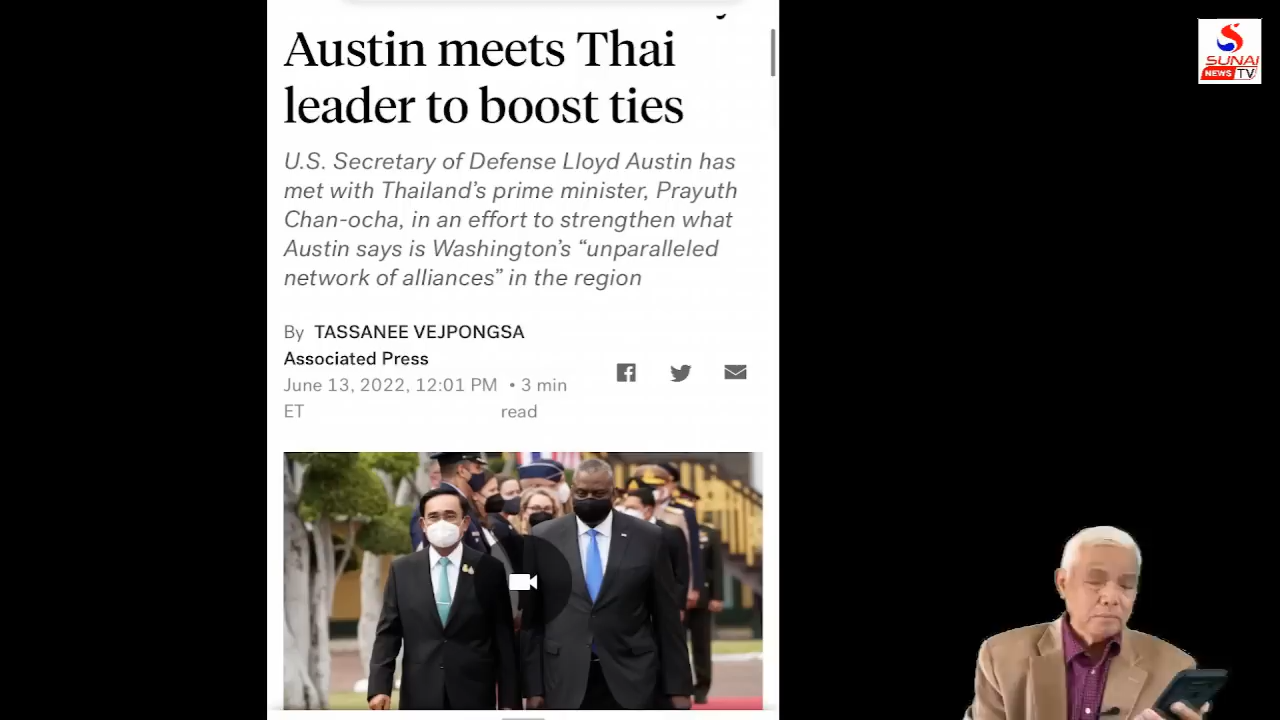 Austin meets Thai
leader to boost ties
U.S. Secretary of Defense Lloyd Austin has
met with Thailand’s prime minister, Prayuth
Chan-ocha, in an effort to strengthen what
Austin says is Washington’s “unparalleled
network of alliances” in the region
By TASSANEE VEJPONGSA
Associated Press
June 13, 2022, 12:01 PM • 3 min
ET read
SUNAI
NEWS TV